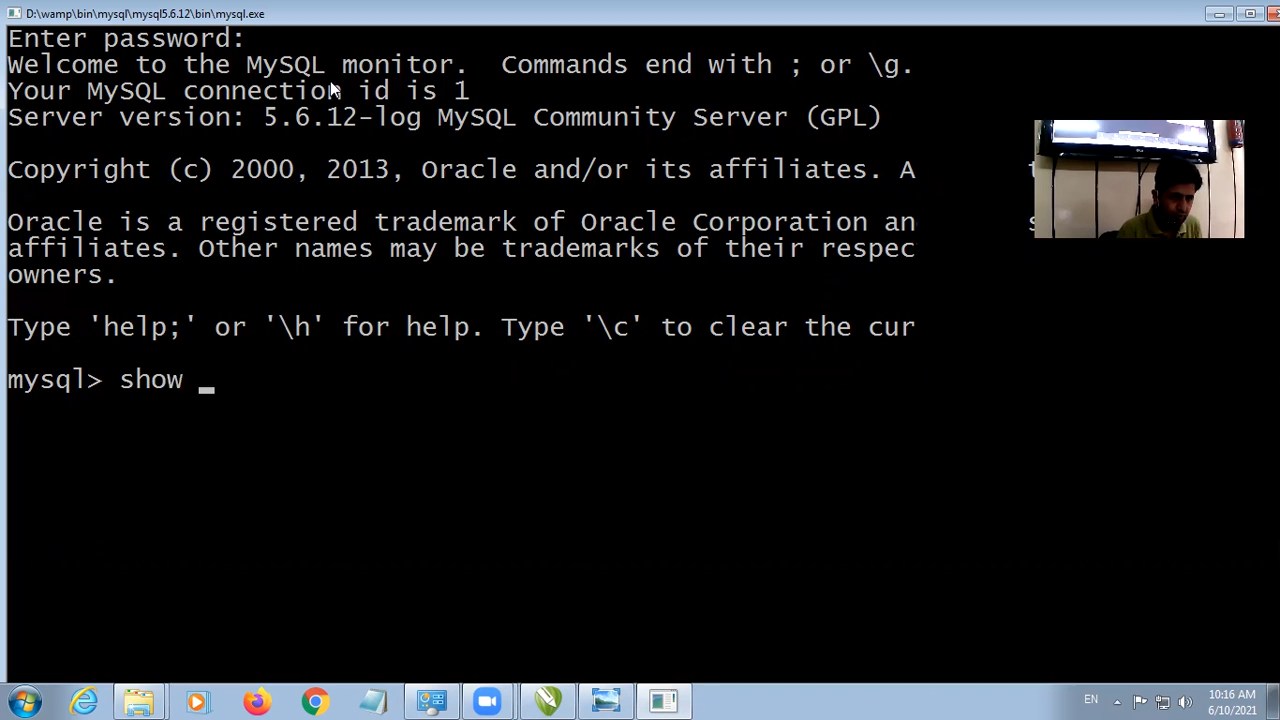 D:\wamp\bin\mysql\mysql5.6.12\bin\mysql.exe
Enter password:
Welcome to the MySQL monitor.  Commands end with ; or \g.
Your MySQL connection id is 1
Server version: 5.6.12-log MySQL Community Server (GPL)
Copyright (c) 2000, 2013, Oracle and/or its affiliates. A
Oracle is a registered trademark of Oracle Corporation an
affiliates. Other names may be trademarks of their respec
owners.
Type 'help;' or '\h' for help. Type '\c' to clear the cur
mysql> show _
EN
10:16 AM
6/10/2021